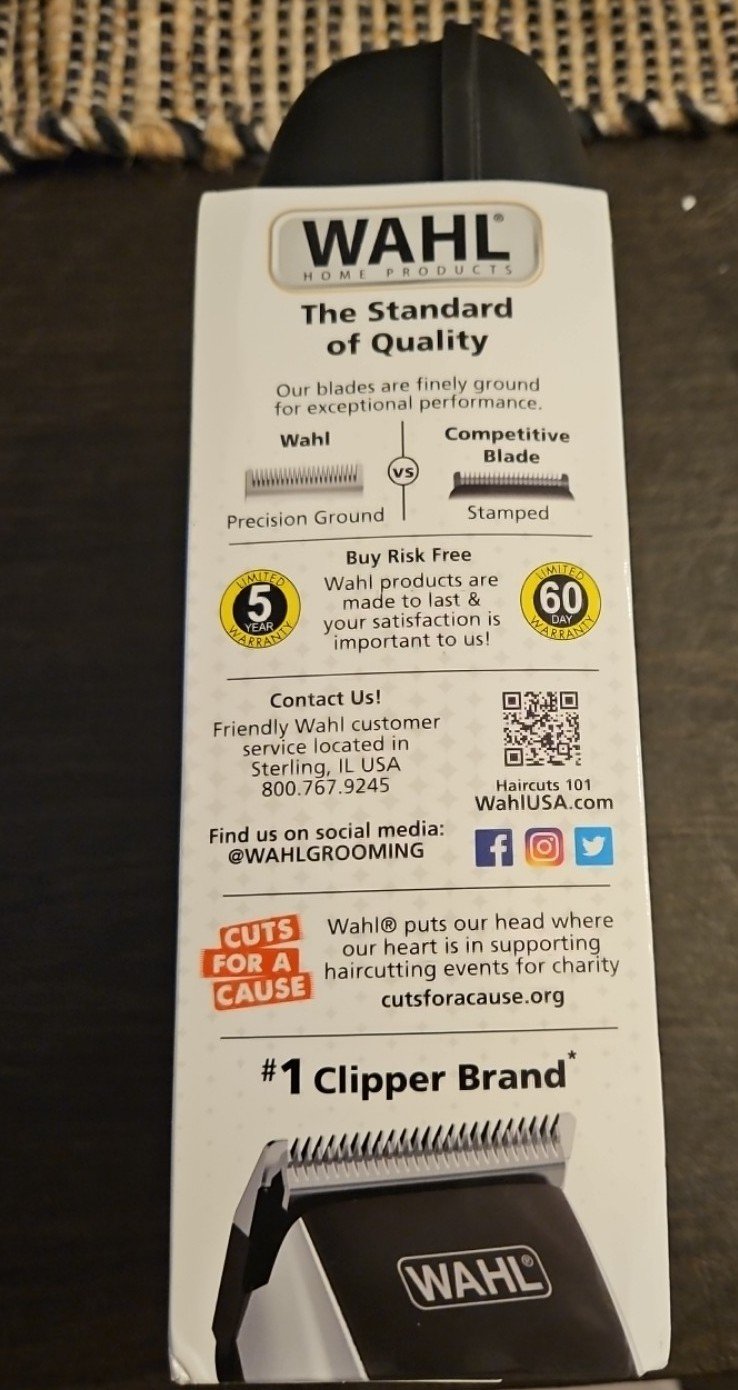 WAHL®
HOME PRODUCTS
The Standard
of Quality
Our blades are finely ground
for exceptional performance.
Wahl
vs
Competitive
Blade
Precision Ground
Stamped
Buy Risk Free
LIMITED
5
YEAR
WARRANTY
Wahl products are
made to last &
your satisfaction is
important to us!
LIMITED
60
DAY
WARRANTY
Contact Us!
Friendly Wahl customer
service located in
Sterling, IL USA
800.767.9245
Haircuts 101
WahlUSA.com
Find us on social media:
@WAHLGROOMING
f
CUTS
FOR A
CAUSE
Wahl® puts our head where
our heart is in supporting
haircutting events for charity
cutsforacause.org
#1 Clipper Brand*
WAHL®